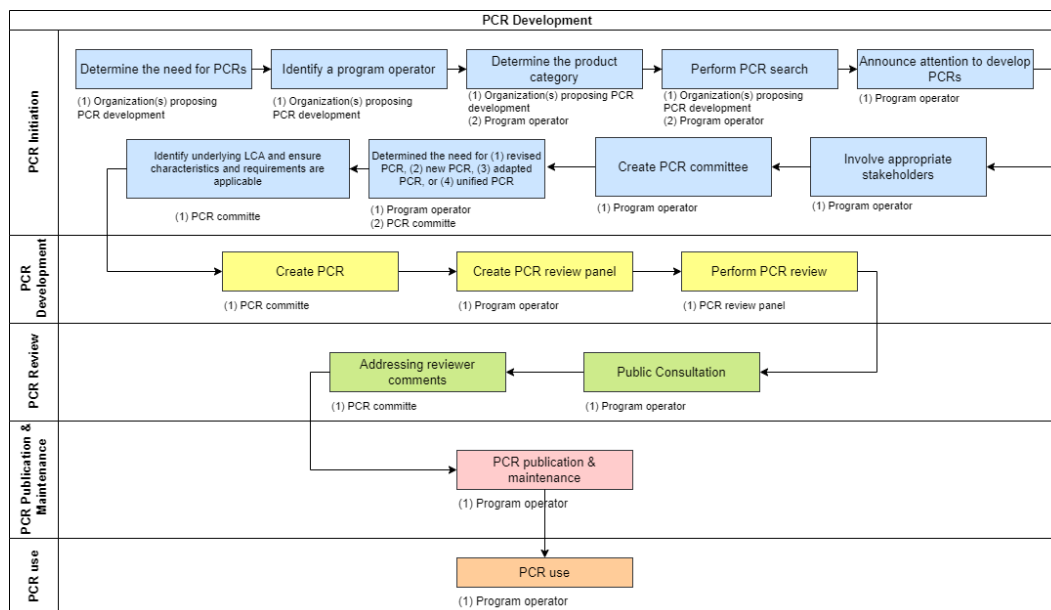 PCR Development
PCR Initiation
Determine the need for PCRs
(1) Organization(s) proposing
PCR development
Identify a program operator
(1) Organization(s) proposing
PCR development
Determine the product
category
(1) Organization(s) proposing PCR
development
(2) Program operator
Perform PCR search
(1) Organization(s) proposing
PCR development
(2) Program operator
Announce attention to develop
PCRs
(1) Program operator
Involve appropriate
stakeholders
(1) Program operator
Create PCR committee
(1) Program operator
Determined the need for (1) revised
PCR, (2) new PCR, (3) adapted
PCR, or (4) unified PCR
(1) Program operator
(2) PCR committe
Identify underlying LCA and ensure
characteristics and requirements are
applicable
(1) PCR committe
PCR
Development
Create PCR
(1) PCR committe
Create PCR review panel
(1) Program operator
Perform PCR review
(1) PCR review panel
PCR Review
Public Consultation
(1) Program operator
Addressing reviewer
comments
(1) PCR committe
PCR Publication &
Maintenance
PCR publication &
maintenance
(1) Program operator
PCR use
PCR use
(1) Program operator